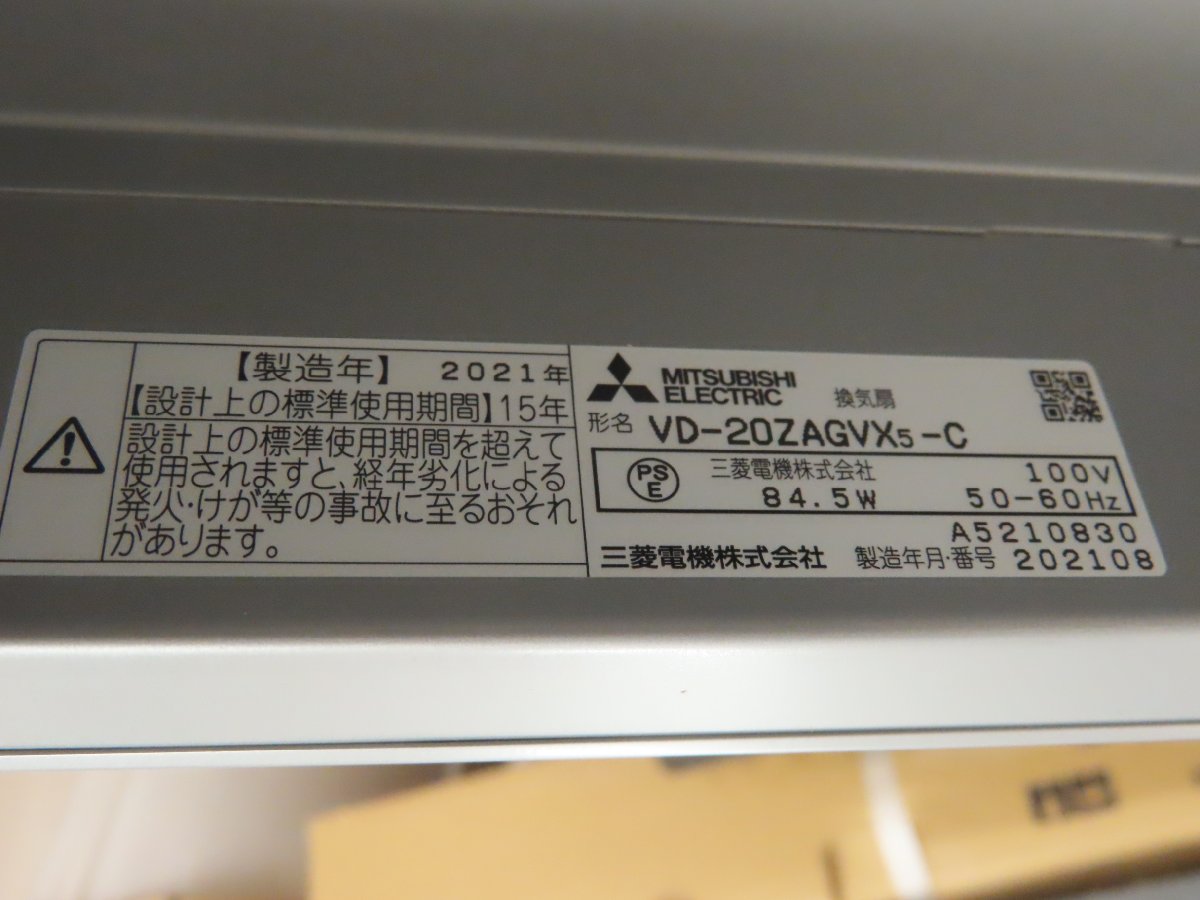 【製造年】 2021年
【設計上の標準使用期間】15年
設計上の標準使用期間を超えて
使用されますと、経年劣化による
発火・けが等の事故に至るおそれ
があります。
MITSUBISHI
ELECTRIC
換気扇
形名 VD-20ZAGVX5-C
PS
E
三菱電機株式会社 100V
84.5W 50-60Hz
A5210830
三菱電機株式会社 製造年月・番号 202108